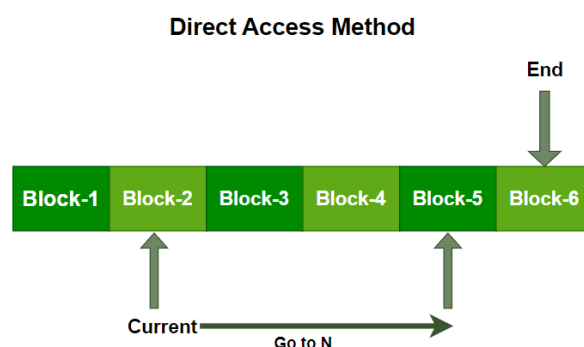 Direct Access Method
End
Block-1 Block-2 Block-3 Block-4 Block-5 Block-6
Current
Go to N